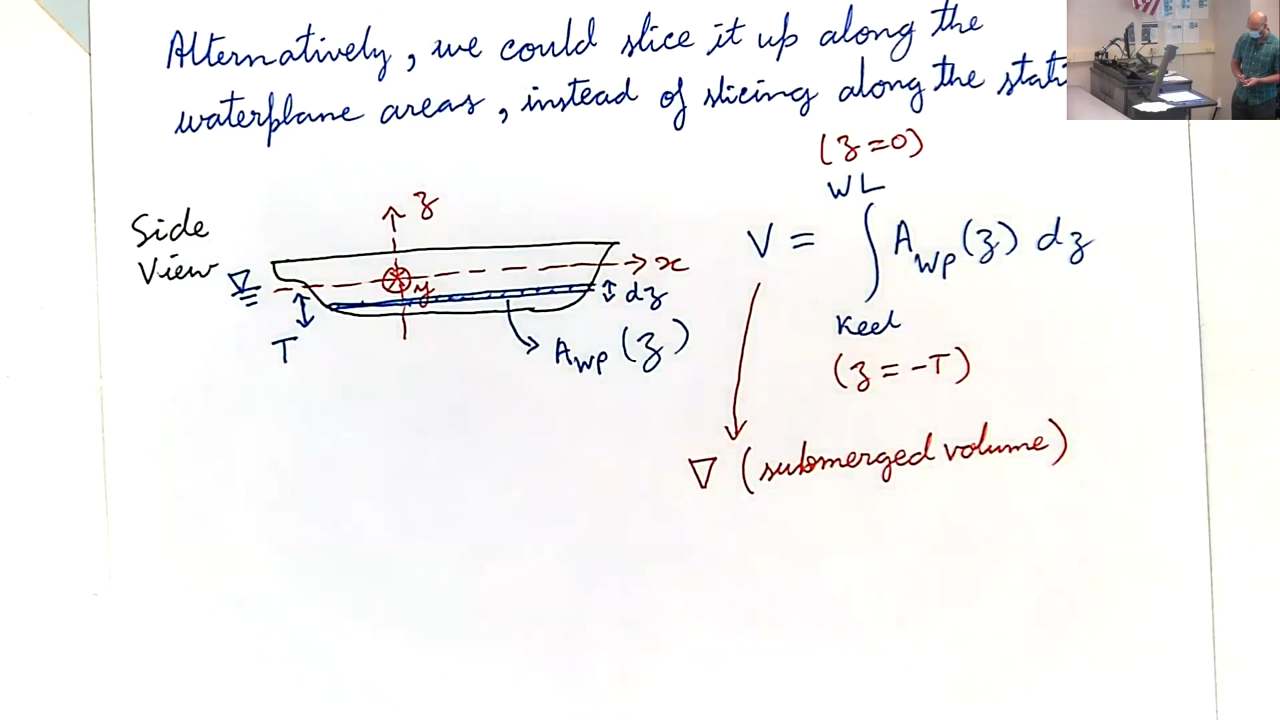 Alternatively, we could slice it up along the
waterplane areas, instead of slicing along the stati
Side
View
z
x
y
T
dz
A_WP (z)
(z=0)
WL
V = ∫ A_WP (z) dz
Keel
(z = -T)
∇ (submerged volume)